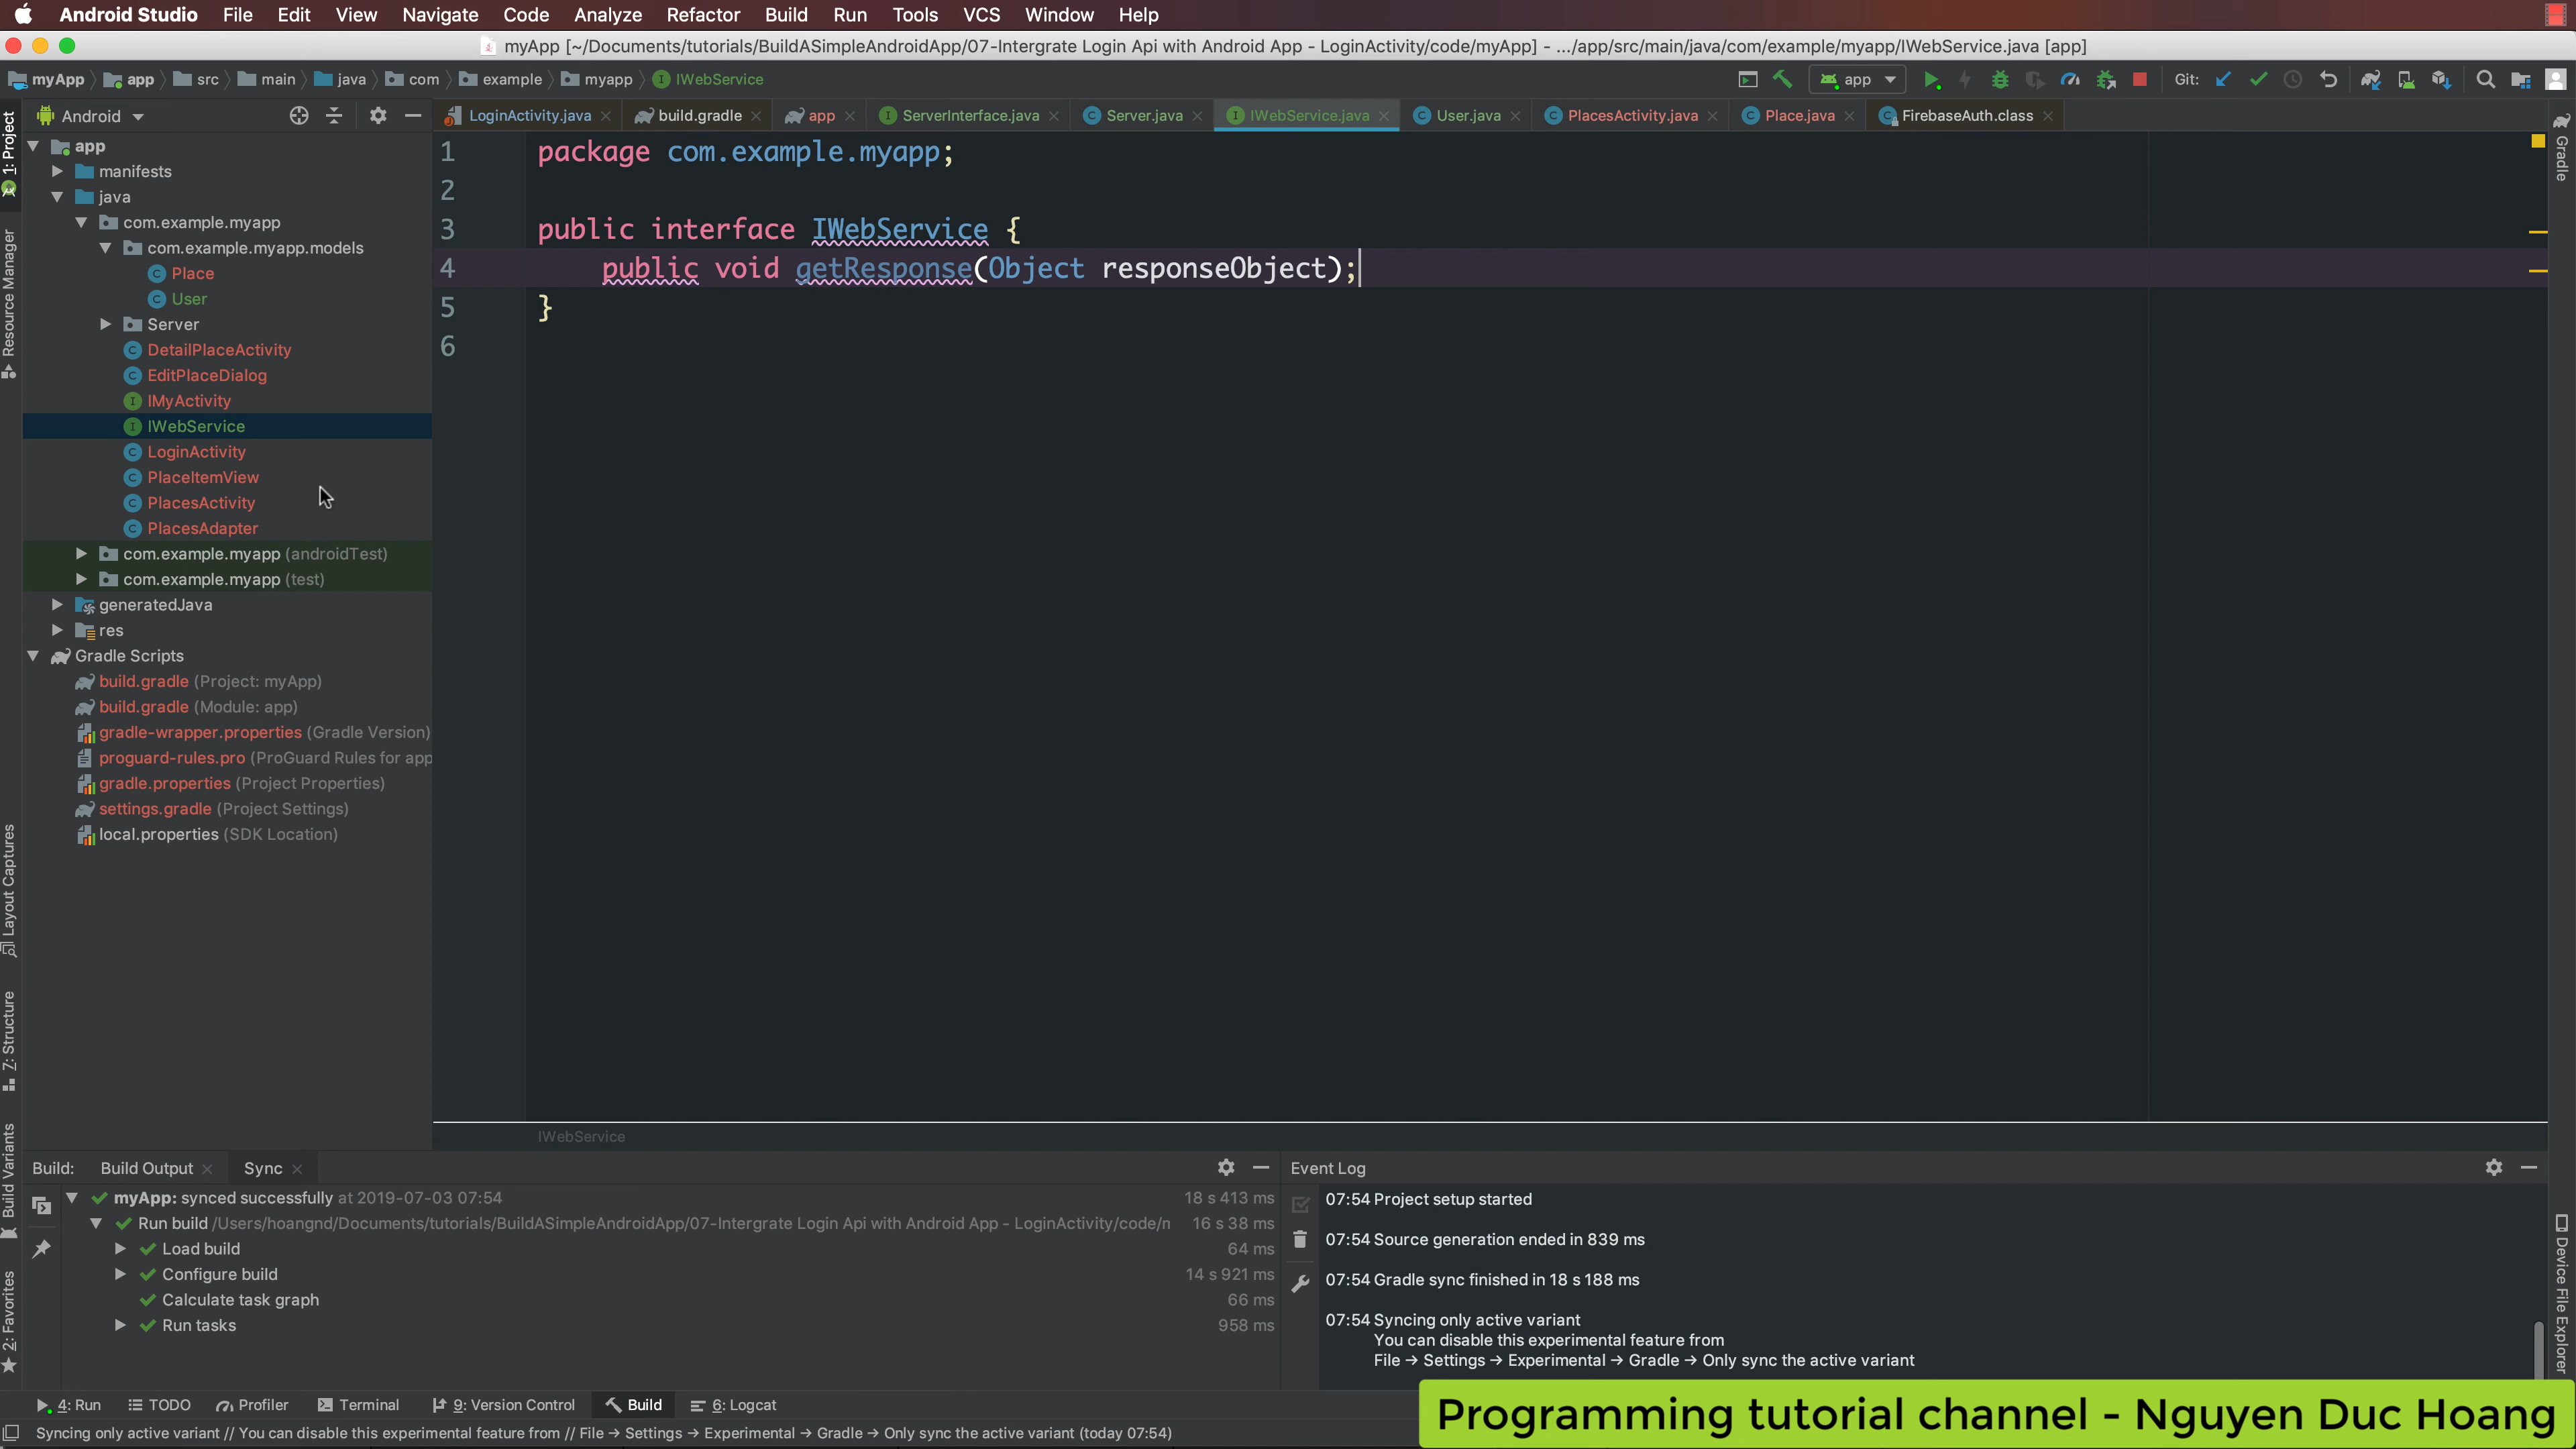 Android Studio File Edit View Navigate Code Analyze Refactor Build Run Tools VCS Window Help
myApp [~/Documents/tutorials/BuildASimpleAndroidApp/07-Intergrate Login Api with Android App - LoginActivity/code/myApp] - .../app/src/main/java/com/example/myapp/IWebService.java [app]
myApp app src main java com example myapp IWebService
app
Git:
Android
LoginActivity.java build.gradle app ServerInterface.java Server.java IWebService.java User.java PlacesActivity.java Place.java FirebaseAuth.class
1: Project
Resource Manager
Layout Captures
7: Structure
Build Variants
2: Favorites
app
manifests
java
com.example.myapp
com.example.myapp.models
Place
User
Server
DetailPlaceActivity
EditPlaceDialog
IMyActivity
IWebService
LoginActivity
PlaceItemView
PlacesActivity
PlacesAdapter
com.example.myapp (androidTest)
com.example.myapp (test)
generatedJava
res
Gradle Scripts
build.gradle (Project: myApp)
build.gradle (Module: app)
gradle-wrapper.properties (Gradle Version)
proguard-rules.pro (ProGuard Rules for app
gradle.properties (Project Properties)
settings.gradle (Project Settings)
local.properties (SDK Location)
1 package com.example.myapp;
2
3 public interface IWebService {
4 public void getResponse(Object responseObject);
5 }
6
IWebService
Gradle
Device File Explorer
Build: Build Output Sync
myApp: synced successfully at 2019-07-03 07:54 18 s 413 ms
Run build /Users/hoangnd/Documents/tutorials/BuildASimpleAndroidApp/07-Intergrate Login Api with Android App - LoginActivity/code/n 16 s 38 ms
Load build 64 ms
Configure build 14 s 921 ms
Calculate task graph 66 ms
Run tasks 958 ms
Event Log
07:54 Project setup started
07:54 Source generation ended in 839 ms
07:54 Gradle sync finished in 18 s 188 ms
07:54 Syncing only active variant
You can disable this experimental feature from
File → Settings → Experimental → Gradle → Only sync the active variant
4: Run TODO Profiler Terminal 9: Version Control Build 6: Logcat
Syncing only active variant // You can disable this experimental feature from // File → Settings → Experimental → Gradle → Only sync the active variant (today 07:54)
Programming tutorial channel - Nguyen Duc Hoang